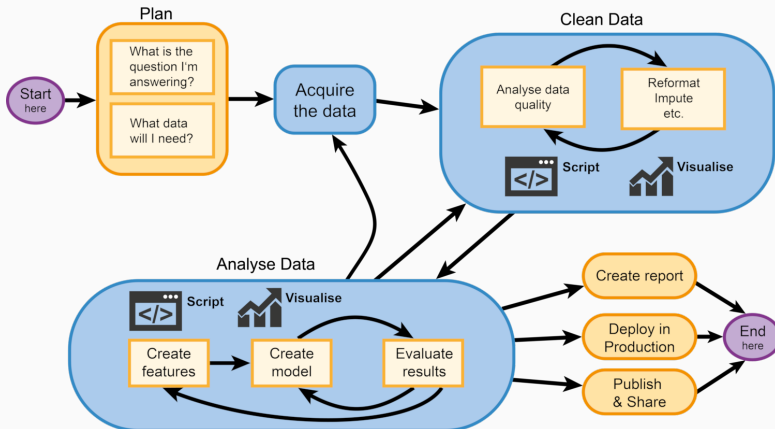 Plan
Start
here
What is the
question I'm
answering?
What data
will I need?
Acquire
the data
Clean Data
Analyse data
quality
Reformat
Impute
etc.
</>
Script
Visualise
Analyse Data
</>
Script
Visualise
Create
features
Create
model
Evaluate
results
Create report
Deploy in
Production
Publish
& Share
End
here